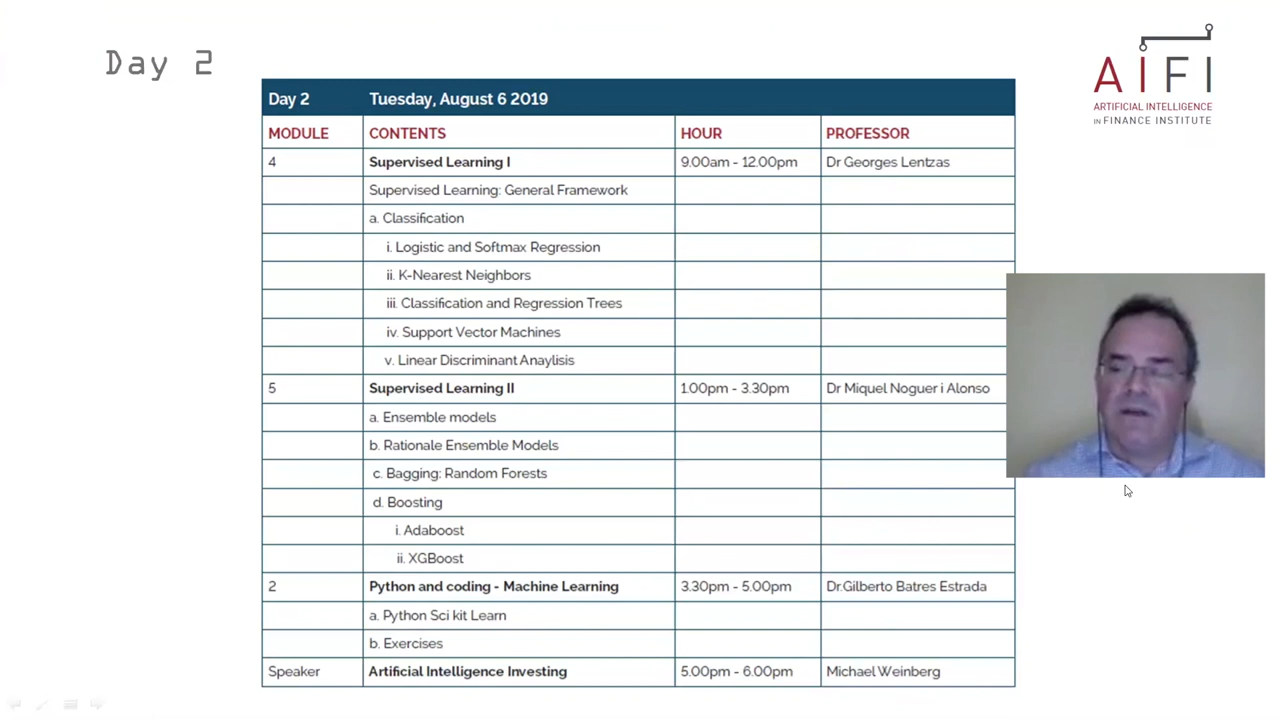 Day 2
AIFI
ARTIFICIAL INTELLIGENCE
IN FINANCE INSTITUTE
Day 2 Tuesday, August 6 2019
MODULE CONTENTS HOUR PROFESSOR
4 Supervised Learning I 9.00am - 12.00pm Dr Georges Lentzas
Supervised Learning: General Framework
a. Classification
i. Logistic and Softmax Regression
ii. K-Nearest Neighbors
iii. Classification and Regression Trees
iv. Support Vector Machines
v. Linear Discriminant Anaylisis
5 Supervised Learning II 1.00pm - 3.30pm Dr Miquel Noguer i Alonso
a. Ensemble models
b. Rationale Ensemble Models
c. Bagging: Random Forests
d. Boosting
i. Adaboost
ii. XGBoost
2 Python and coding - Machine Learning 3.30pm - 5.00pm Dr.Gilberto Batres Estrada
a. Python Sci kit Learn
b. Exercises
Speaker Artificial Intelligence Investing 5.00pm - 6.00pm Michael Weinberg